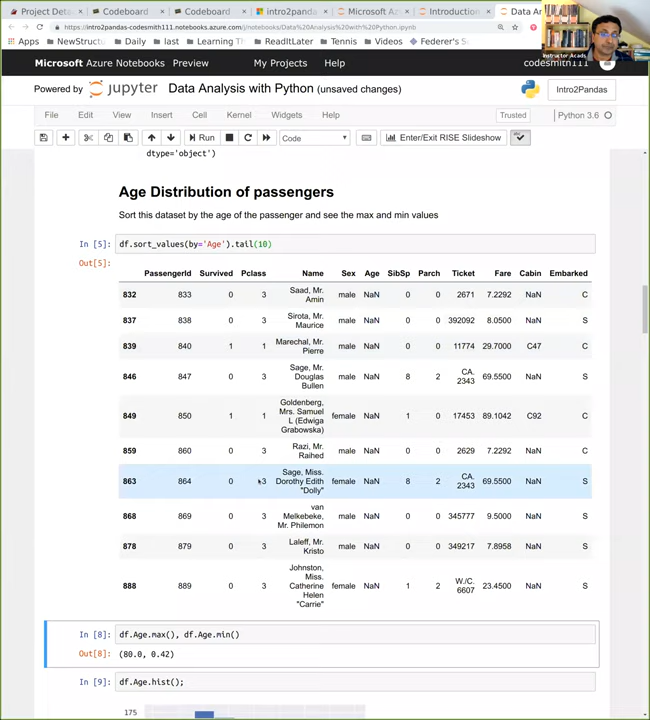 Project Det
Codeboard
Codeboard
intro2panda
Microsoft Az
Introduction
Data An
https://intro2pandas-codesmith111.notebooks.azure.com/j/notebooks/Data%20Analysis%20with%20Python.ipynb
Apps
NewStructu
Daily
last
Learning T
ReadItLater
Tennis
Videos
Federer's S
Instructor Acads
Microsoft Azure Notebooks Preview My Projects Help codesmith111
Powered by jupyter Data Analysis with Python (unsaved changes) Intro2Pandas
File Edit View Insert Cell Kernel Widgets Help Trusted Python 3.6
Run Code Enter/Exit RISE Slideshow
dtype='object')
Age Distribution of passengers
Sort this dataset by the age of the passenger and see the max and min values
In [5]: df.sort_values(by='Age').tail(10)
Out[5]:
PassengerId Survived Pclass Name Sex Age SibSp Parch Ticket Fare Cabin Embarked
832 833 0 3 Saad, Mr. Amin male NaN 0 0 2671 7.2292 NaN C
837 838 0 3 Sirota, Mr. Maurice male NaN 0 0 392092 8.0500 NaN S
839 840 1 1 Marechal, Mr. Pierre male NaN 0 0 11774 29.7000 C47 C
846 847 0 3 Sage, Mr. Douglas Bullen male NaN 8 2 CA. 2343 69.5500 NaN S
849 850 1 1 Goldenberg, Mrs. Samuel L (Edwiga Grabowska) female NaN 1 0 17453 89.1042 C92 C
859 860 0 3 Razi, Mr. Raihed male NaN 0 0 2629 7.2292 NaN C
863 864 0 3 Sage, Miss. Dorothy Edith "Dolly" female NaN 8 2 CA. 2343 69.5500 NaN S
868 869 0 3 van Melkebeke, Mr. Philemon male NaN 0 0 345777 9.5000 NaN S
878 879 0 3 Laleff, Mr. Kristo male NaN 0 0 349217 7.8958 NaN S
888 889 0 3 Johnston, Miss. Catherine Helen "Carrie" female NaN 1 2 W./C. 6607 23.4500 NaN S
In [8]: df.Age.max(), df.Age.min()
Out[8]: (80.0, 0.42)
In [9]: df.Age.hist();
175